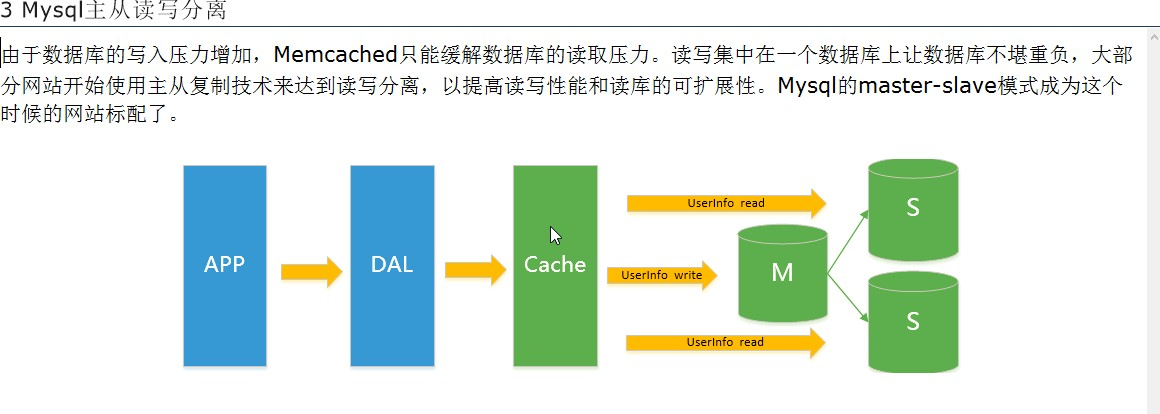 3 Mysql主从读写分离
由于数据库的写入压力增加，Memcached只能缓解数据库的读取压力。读写集中在一个数据库上让数据库不堪重负，大部
分网站开始使用主从复制技术来达到读写分离，以提高读写性能和读库的可扩展性。Mysql的master-slave模式成为这个
时候的网站标配了。
APP
DAL
Cache
UserInfo read
UserInfo write
UserInfo read
M
S
S